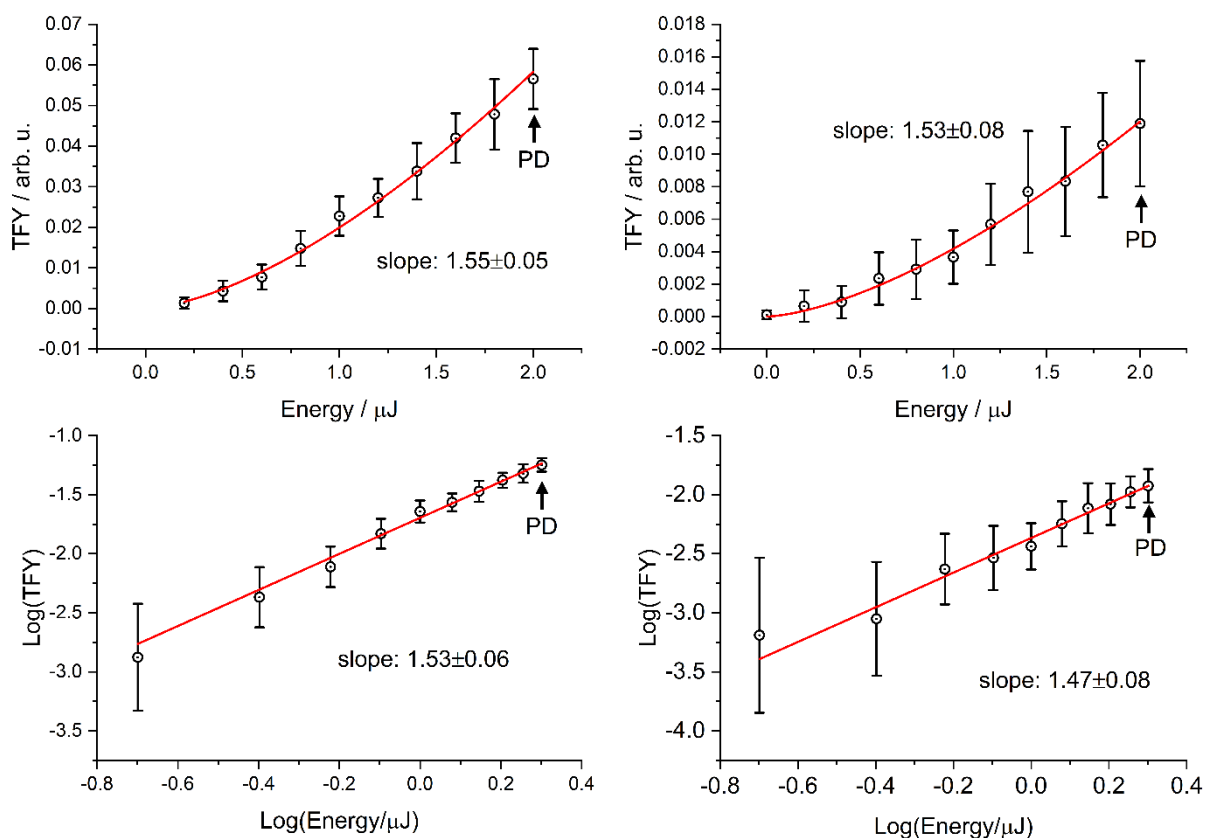 0.07
0.06
0.05
0.04
0.03
0.02
0.01
0.00
-0.01
TFY / arb. u.
PD
slope: 1.55±0.05
0.0 0.5 1.0 1.5 2.0
Energy / μJ
0.018
0.016
0.014
0.012
0.010
0.008
0.006
0.004
0.002
0.000
-0.002
TFY / arb. u.
slope: 1.53±0.08
PD
0.0 0.5 1.0 1.5 2.0
Energy / μJ
-1.0
-1.5
-2.0
-2.5
-3.0
-3.5
Log(TFY)
PD
slope: 1.53±0.06
-0.8 -0.6 -0.4 -0.2 0.0 0.2 0.4
Log(Energy/μJ)
-1.5
-2.0
-2.5
-3.0
-3.5
-4.0
Log(TFY)
PD
slope: 1.47±0.08
-0.8 -0.6 -0.4 -0.2 0.0 0.2 0.4
Log(Energy/μJ)